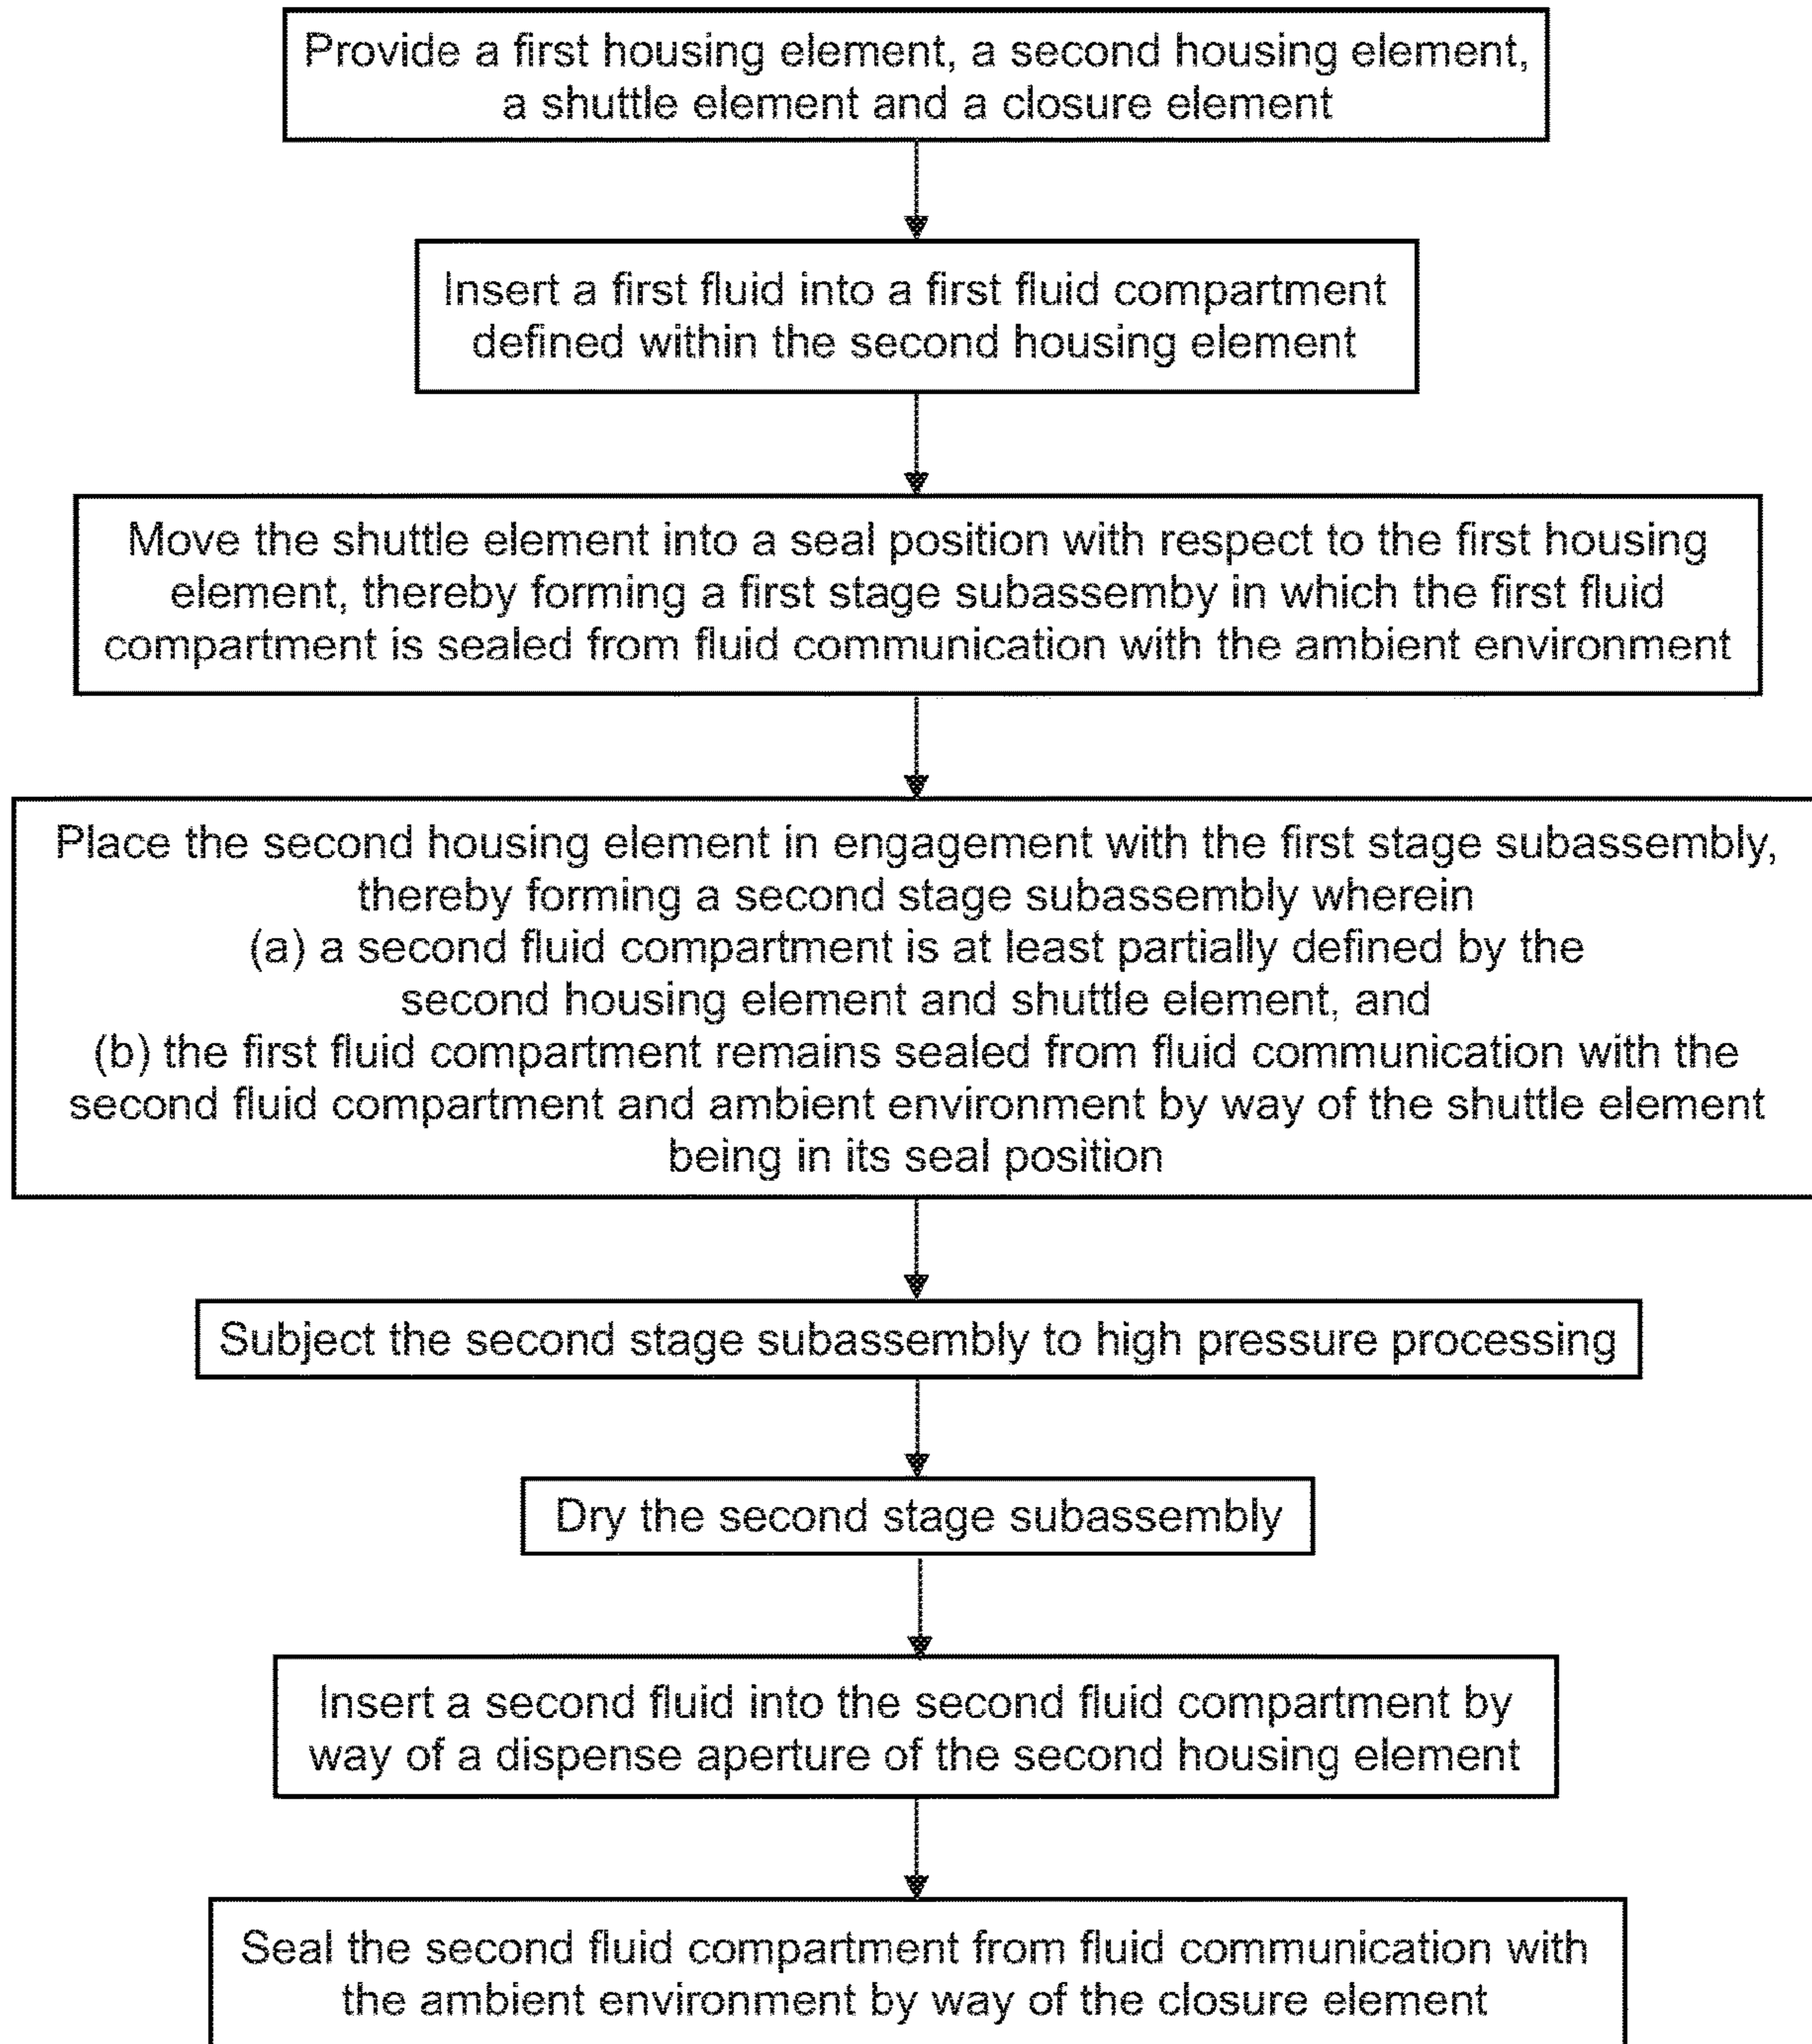 Provide a first housing element, a second housing element,
a shuttle element and a closure element
Insert a first fluid into a first fluid compartment
defined within the second housing element
Move the shuttle element into a seal position with respect to the first housing
element, thereby forming a first stage subassemby in which the first fluid
compartment is sealed from fluid communication with the ambient environment
Place the second housing element in engagement with the first stage subassembly,
thereby forming a second stage subassembly wherein
(a) a second fluid compartment is at least partially defined by the
second housing element and shuttle element, and
(b) the first fluid compartment remains sealed from fluid communication with the
second fluid compartment and ambient environment by way of the shuttle element
being in its seal position
Subject the second stage subassembly to high pressure processing
Dry the second stage subassembly
Insert a second fluid into the second fluid compartment by
way of a dispense aperture of the second housing element
Seal the second fluid compartment from fluid communication with
the ambient environment by way of the closure element